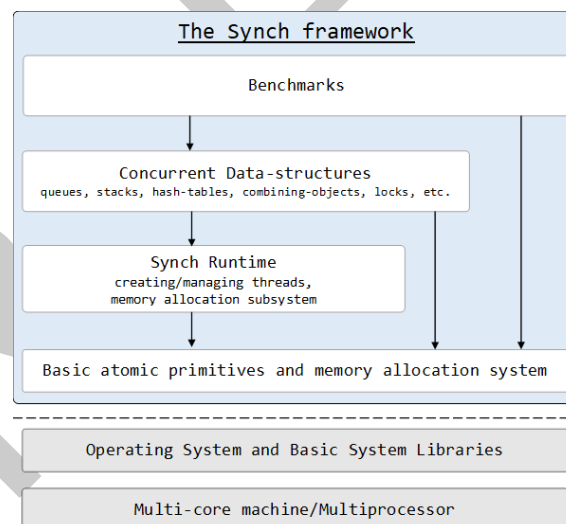 The Synch framework
Benchmarks
Concurrent Data-structures
queues, stacks, hash-tables, combining-objects, locks, etc.
Synch Runtime
creating/managing threads,
memory allocation subsystem
Basic atomic primitives and memory allocation system
Operating System and Basic System Libraries
Multi-core machine/Multiprocessor